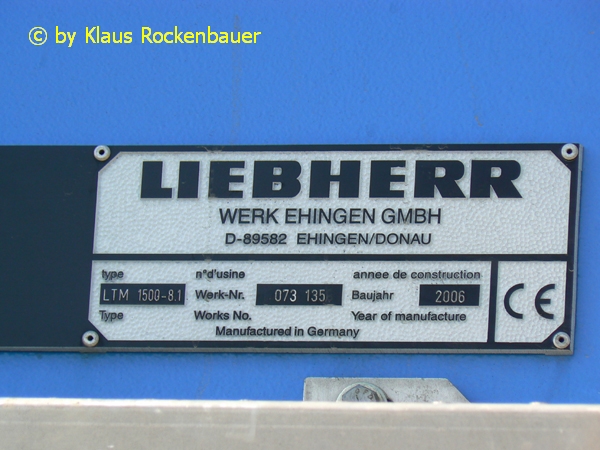 © by Klaus Rockenbauer
LIEBHERR
WERK EHINGEN GMBH
D-89582 EHINGEN/DONAU
type n°d'usine annee de construction
LTM 1500-8.1 Werk-Nr. 073 135 Baujahr 2006
Type Works No. Year of manufacture
Manufactured in Germany
CE